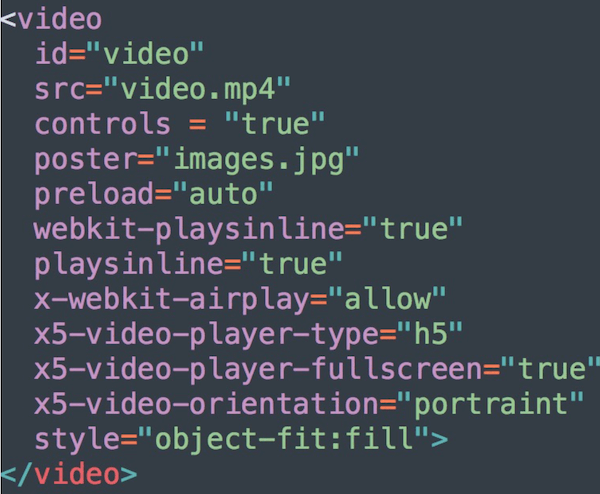 <video
id="video"
src="video.mp4"
controls = "true"
poster="images.jpg"
preload="auto"
webkit-playsinline="true"
playsinline="true"
x-webkit-airplay="allow"
x5-video-player-type="h5"
x5-video-player-fullscreen="true"
x5-video-orientation="portraint"
style="object-fit:fill">
</video>